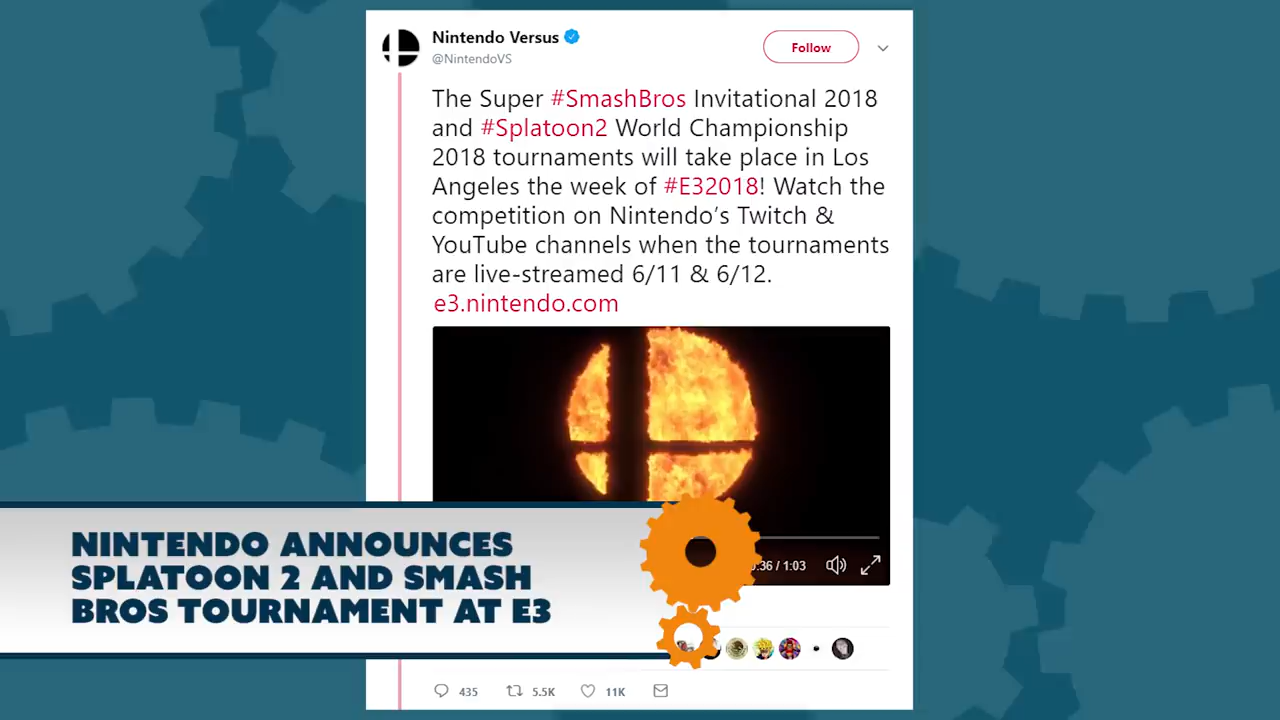 Nintendo Versus
@NintendoVS
Follow
The Super #SmashBros Invitational 2018
and #Splatoon2 World Championship
2018 tournaments will take place in Los
Angeles the week of #E32018! Watch the
competition on Nintendo’s Twitch &
YouTube channels when the tournaments
are live-streamed 6/11 & 6/12.
e3.nintendo.com
NINTENDO ANNOUNCES
SPLATOON 2 AND SMASH
BROS TOURNAMENT AT E3
:36 / 1:03
435 5.5K 11K